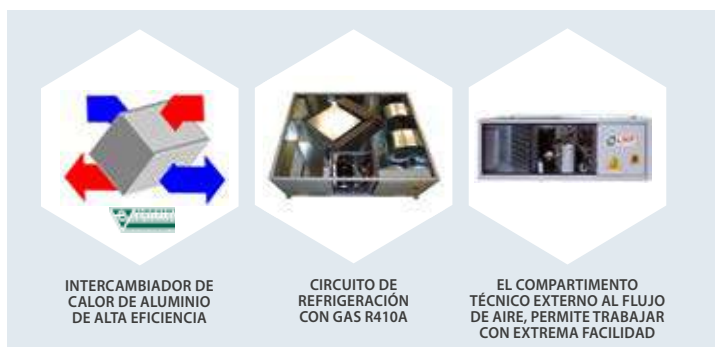 INTERCAMBIADOR DE
CALOR DE ALUMINIO
DE ALTA EFICIENCIA
CIRCUITO DE
REFRIGERACIÓN
CON GAS R410A
EL COMPARTIMENTO
TÉCNICO EXTERNO AL FLUJO
DE AIRE, PERMITE TRABAJAR
CON EXTREMA FACILIDAD